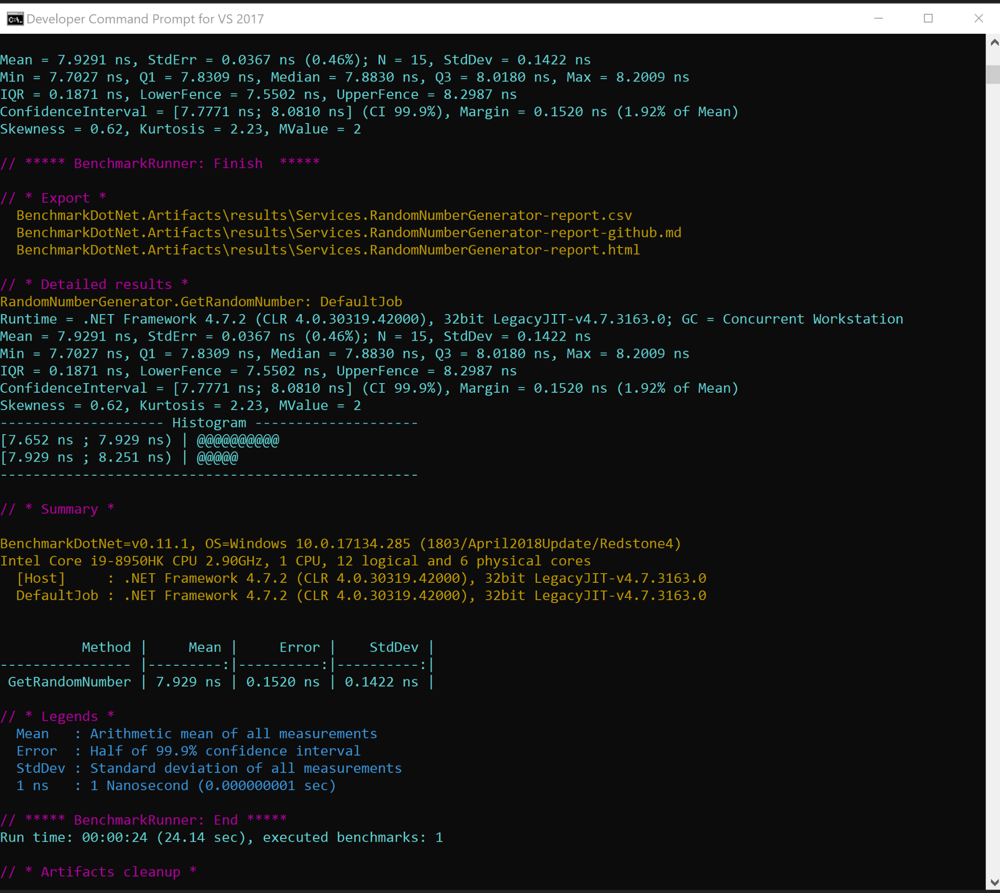 Developer Command Prompt for VS 2017
Mean = 7.9291 ns, StdErr = 0.0367 ns (0.46%); N = 15, StdDev = 0.1422 ns
Min = 7.7027 ns, Q1 = 7.8309 ns, Median = 7.8830 ns, Q3 = 8.0180 ns, Max = 8.2009 ns
IQR = 0.1871 ns, LowerFence = 7.5502 ns, UpperFence = 8.2987 ns
ConfidenceInterval = [7.7771 ns; 8.0810 ns] (CI 99.9%), Margin = 0.1520 ns (1.92% of Mean)
Skewness = 0.62, Kurtosis = 2.23, MValue = 2
// ***** BenchmarkRunner: Finish  *****
// * Export *
  BenchmarkDotNet.Artifacts\results\Services.RandomNumberGenerator-report.csv
  BenchmarkDotNet.Artifacts\results\Services.RandomNumberGenerator-report-github.md
  BenchmarkDotNet.Artifacts\results\Services.RandomNumberGenerator-report.html
// * Detailed results *
RandomNumberGenerator.GetRandomNumber: DefaultJob
Runtime = .NET Framework 4.7.2 (CLR 4.0.30319.42000), 32bit LegacyJIT-v4.7.3163.0; GC = Concurrent Workstation
Mean = 7.9291 ns, StdErr = 0.0367 ns (0.46%); N = 15, StdDev = 0.1422 ns
Min = 7.7027 ns, Q1 = 7.8309 ns, Median = 7.8830 ns, Q3 = 8.0180 ns, Max = 8.2009 ns
IQR = 0.1871 ns, LowerFence = 7.5502 ns, UpperFence = 8.2987 ns
ConfidenceInterval = [7.7771 ns; 8.0810 ns] (CI 99.9%), Margin = 0.1520 ns (1.92% of Mean)
Skewness = 0.62, Kurtosis = 2.23, MValue = 2
-------------------- Histogram --------------------
[7.652 ns ; 7.929 ns) | @@@@@@@@@@
[7.929 ns ; 8.251 ns) | @@@@@
---------------------------------------------------
// * Summary *
BenchmarkDotNet=v0.11.1, OS=Windows 10.0.17134.285 (1803/April2018Update/Redstone4)
Intel Core i9-8950HK CPU 2.90GHz, 1 CPU, 12 logical and 6 physical cores
  [Host]     : .NET Framework 4.7.2 (CLR 4.0.30319.42000), 32bit LegacyJIT-v4.7.3163.0
  DefaultJob : .NET Framework 4.7.2 (CLR 4.0.30319.42000), 32bit LegacyJIT-v4.7.3163.0
          Method |     Mean |     Error |    StdDev |
---------------- |---------:|----------:|----------:|
 GetRandomNumber | 7.929 ns | 0.1520 ns | 0.1422 ns |
// * Legends *
  Mean   : Arithmetic mean of all measurements
  Error  : Half of 99.9% confidence interval
  StdDev : Standard deviation of all measurements
  1 ns   : 1 Nanosecond (0.000000001 sec)
// ***** BenchmarkRunner: End *****
Run time: 00:00:24 (24.14 sec), executed benchmarks: 1
// * Artifacts cleanup *